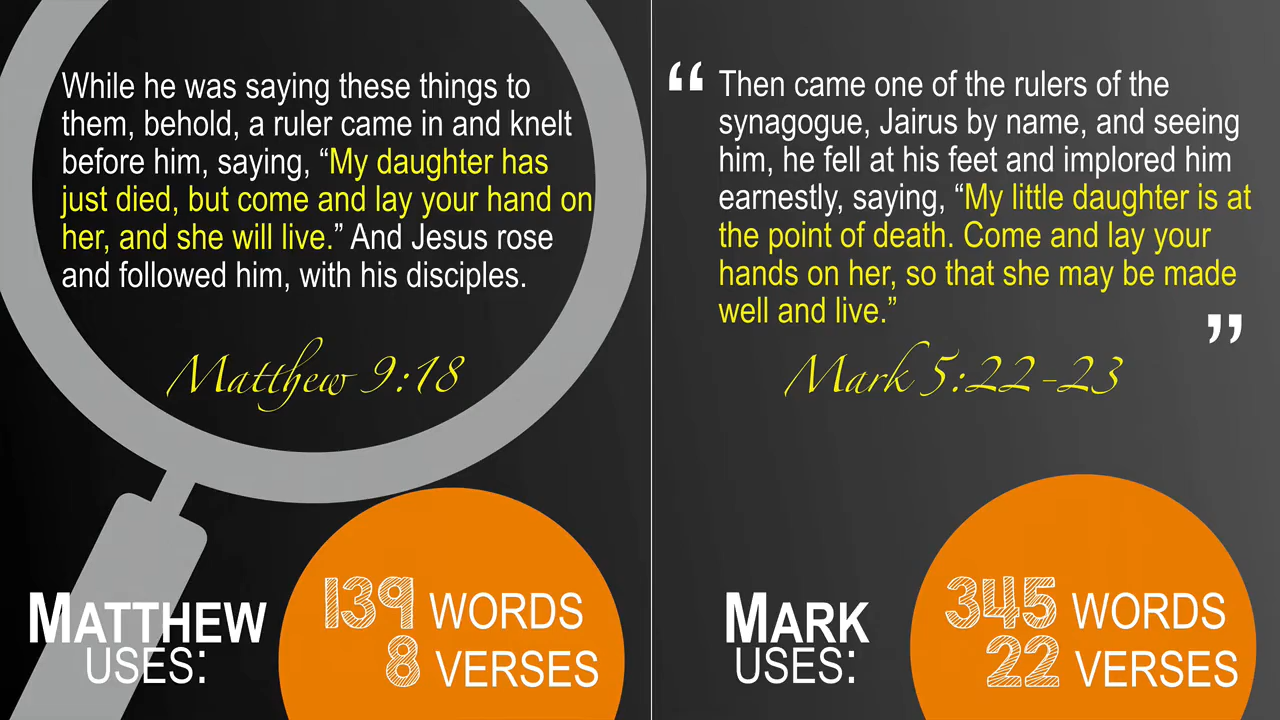 While he was saying these things to
them, behold, a ruler came in and knelt
before him, saying, “My daughter has
just died, but come and lay your hand on
her, and she will live.” And Jesus rose
and followed him, with his disciples.
Matthew 9:18
MATTHEW
USES:
139 WORDS
8 VERSES
“Then came one of the rulers of the
synagogue, Jairus by name, and seeing
him, he fell at his feet and implored him
earnestly, saying, “My little daughter is at
the point of death. Come and lay your
hands on her, so that she may be made
well and live.”
”
Mark 5:22-23
MARK
USES:
345 WORDS
22 VERSES